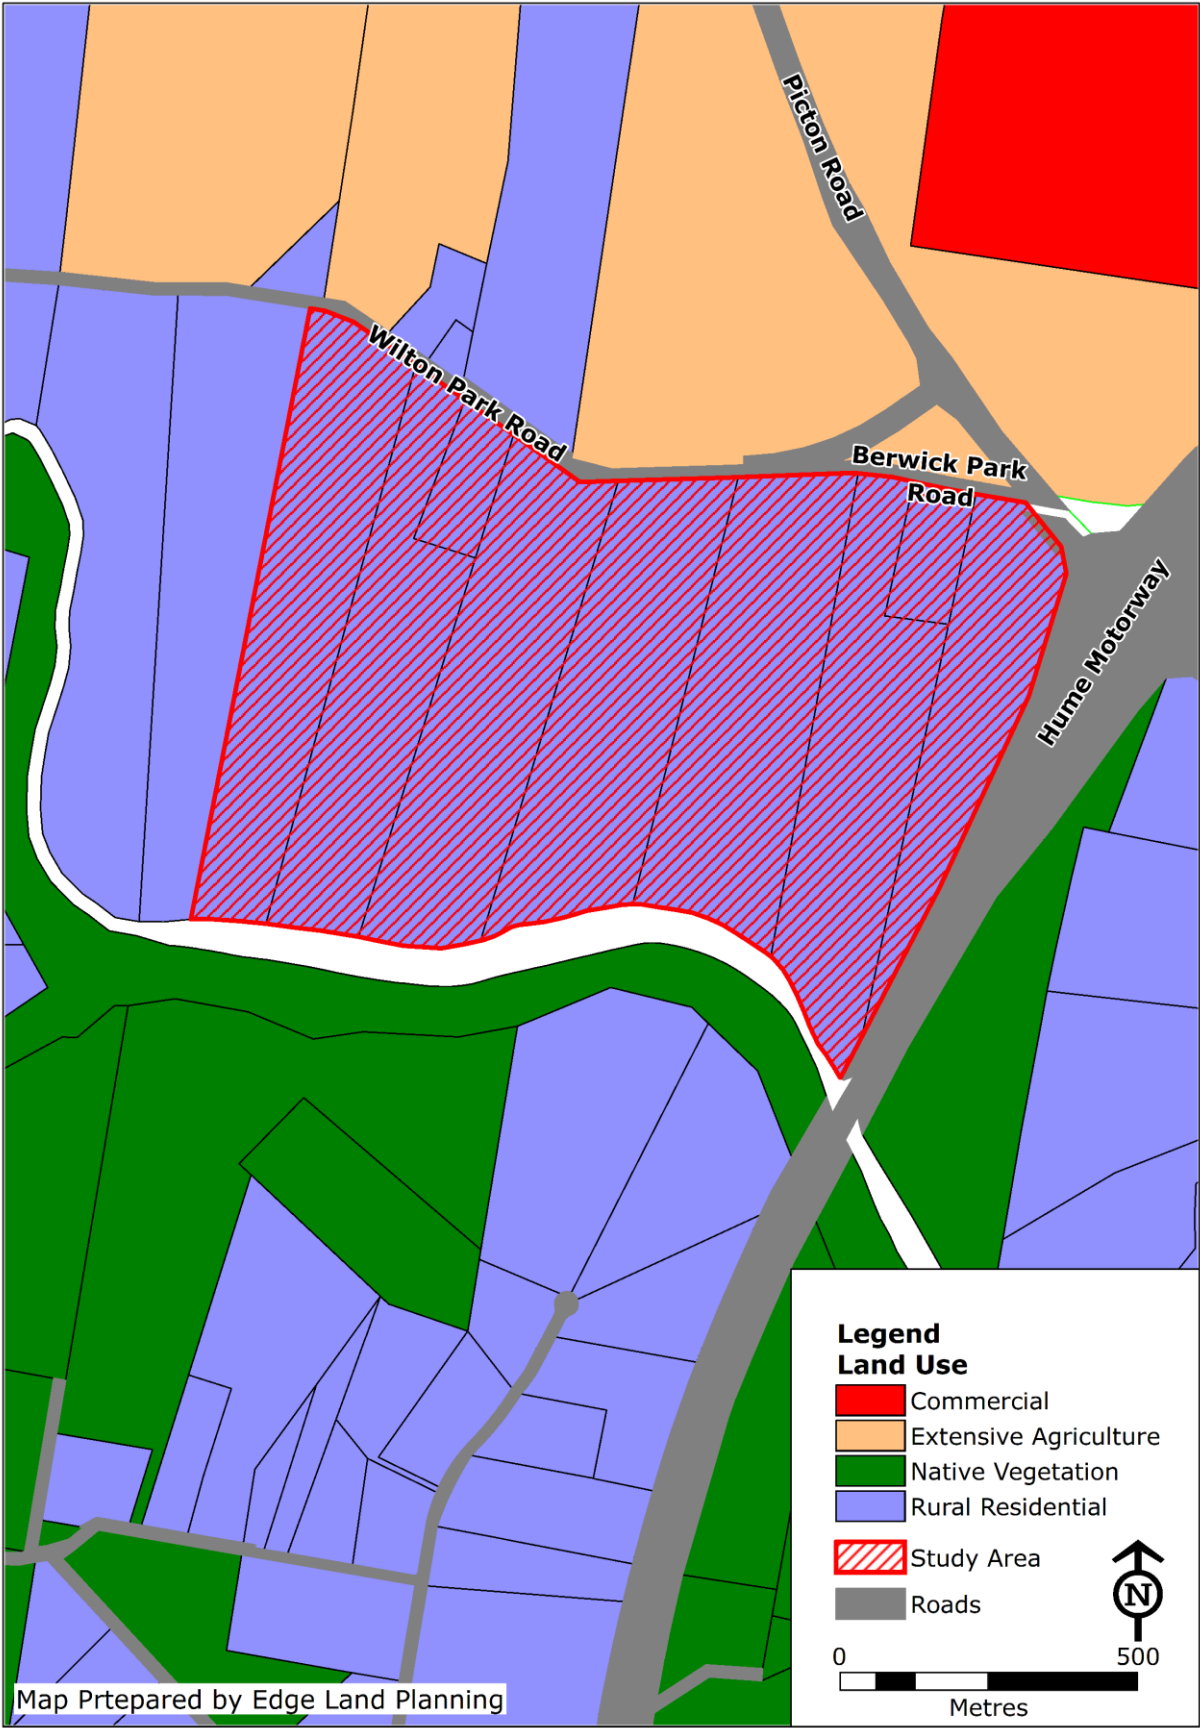 Picton Road
Wilton Park Road
Berwick Park
Road
Hume Motorway
Legend
Land Use
Commercial
Extensive Agriculture
Native Vegetation
Rural Residential
Study Area
Roads
N
0 500
Metres
Map Prtepared by Edge Land Planning